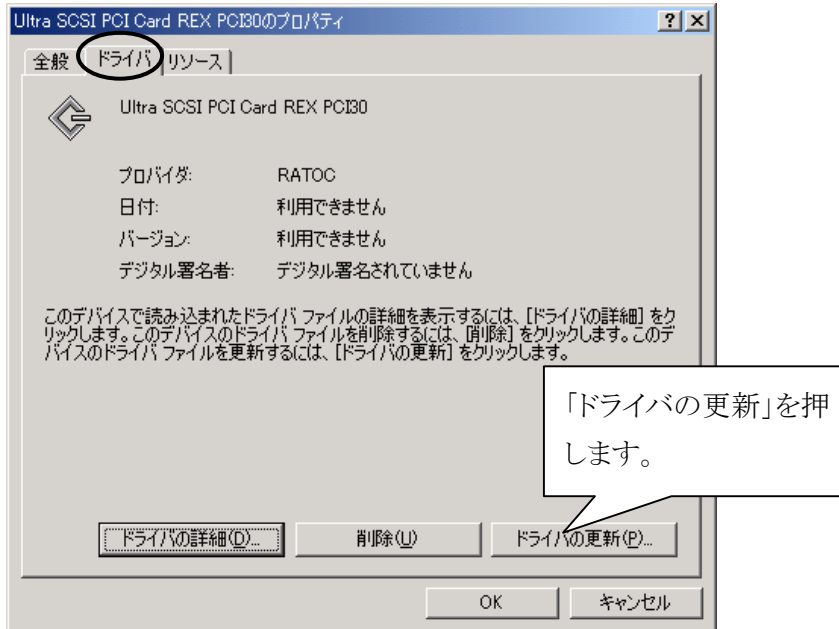 Ultra SCSI PCI Card REX PCI30のプロパティ
全般 ドライバ リソース
Ultra SCSI PCI Card REX PCI30
プロバイダ: RATOC
日付: 利用できません
バージョン: 利用できません
デジタル署名者: デジタル署名されていません
このデバイスで読み込まれたドライバ ファイルの詳細を表示するには、[ドライバの詳細] をク
リックします。このデバイスのドライバ ファイルを削除するには、[削除] をクリックします。このデ
バイスのドライバ ファイルを更新するには、[ドライバの更新] をクリックします。
「ドライバの更新」を押
します。
ドライバの詳細(D)... 削除(U) ドライバの更新(P)...
OK キャンセル